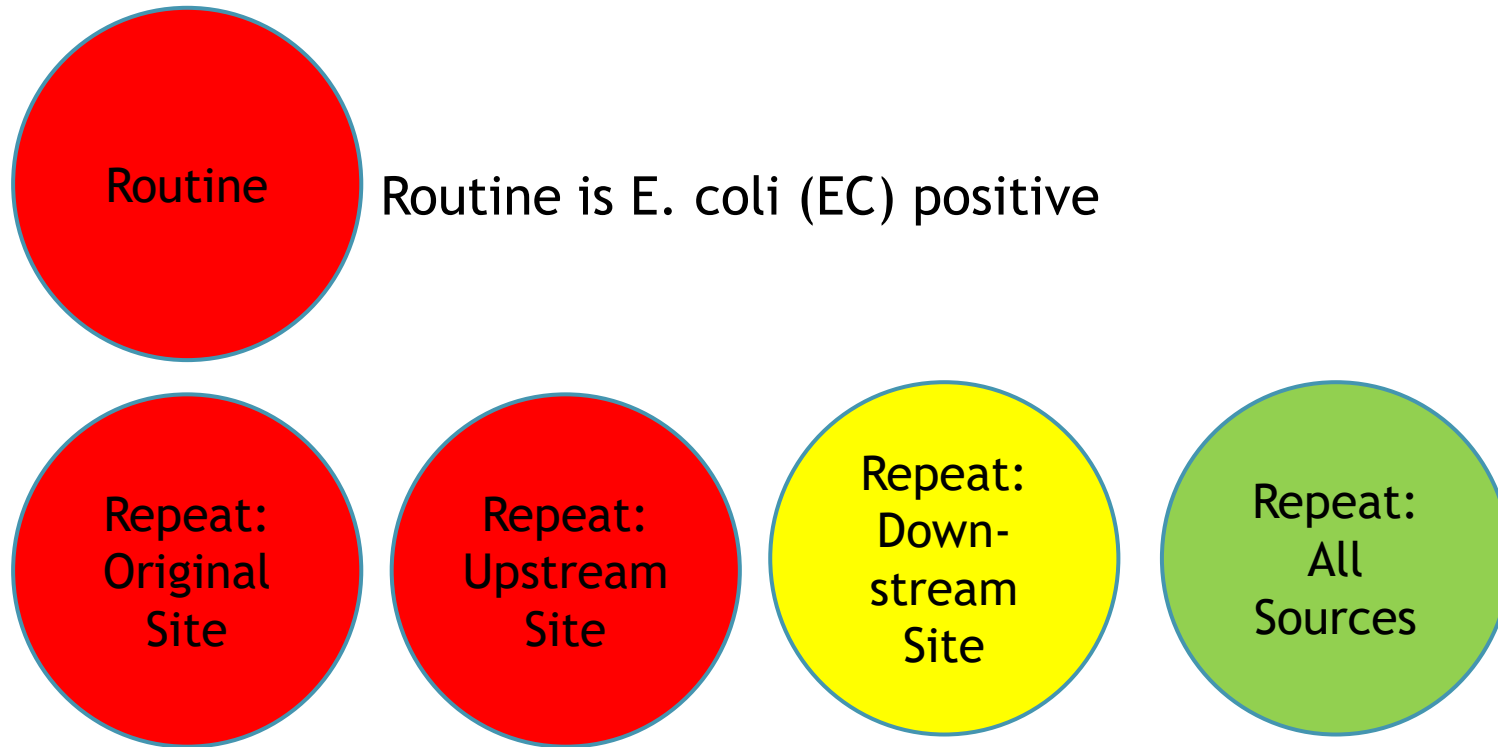 Routine
Routine is E. coli (EC) positive
Repeat:
Original
Site
Repeat:
Upstream
Site
Repeat:
Down-
stream
Site
Repeat:
All
Sources